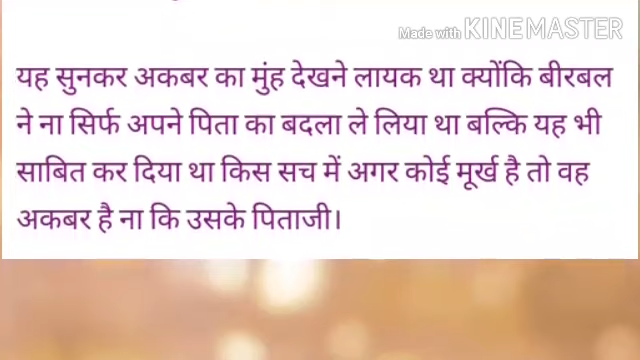 Made with KINEMASTER
यह सुनकर अकबर का मुंह देखने लायक था क्योंकि बीरबल
ने ना सिर्फ अपने पिता का बदला ले लिया था बल्कि यह भी
साबित कर दिया था किस सच में अगर कोई मूर्ख है तो वह
अकबर है ना कि उसके पिताजी।